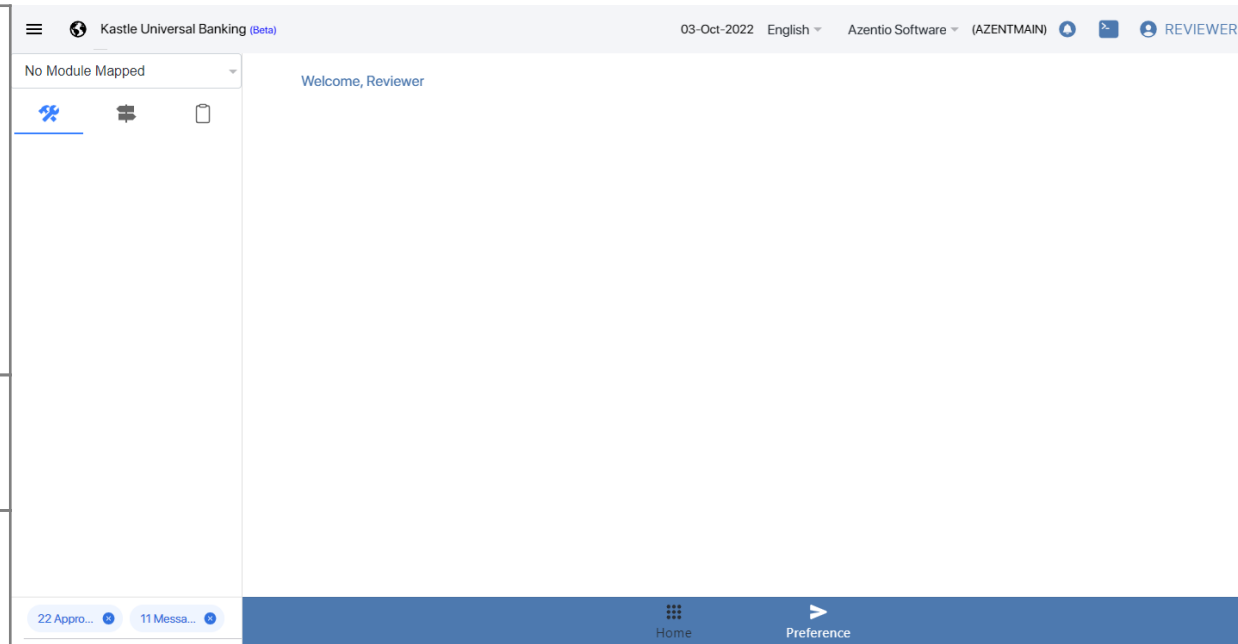 Kastle Universal Banking (Beta)
03-Oct-2022 English Azentio Software (AZENTMAIN) REVIEWER
No Module Mapped
Welcome, Reviewer
22 Appro... 11 Messa...
Home Preference